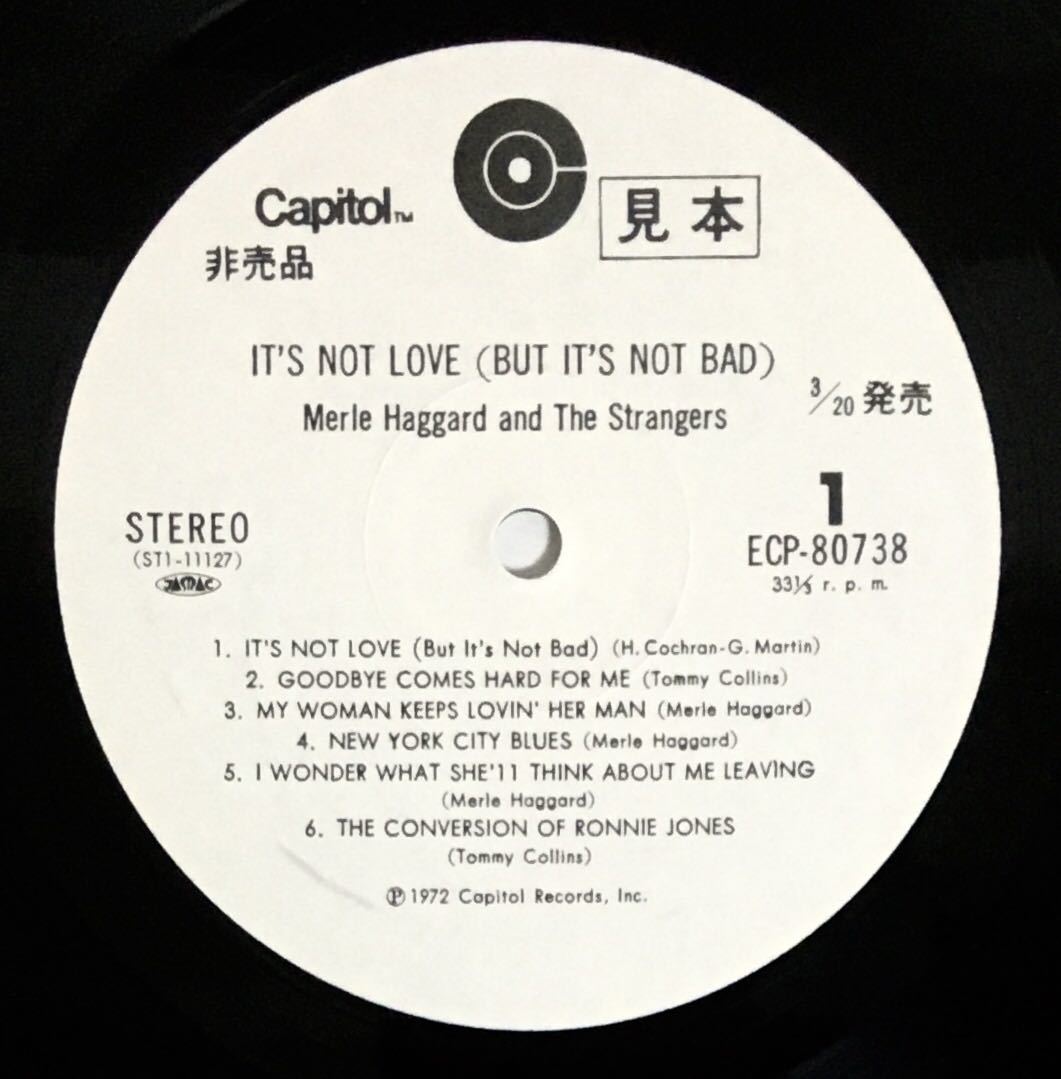 Capitol™
見本
非売品
IT'S NOT LOVE (BUT IT'S NOT BAD)
3/20 発売
Merle Haggard and The Strangers
STEREO
(ST1-11127)
JASRAC
1
ECP-80738
33⅓ r. p. m.
1. IT'S NOT LOVE (But It's Not Bad) (H. Cochran-G. Martin)
2. GOODBYE COMES HARD FOR ME (Tommy Collins)
3. MY WOMAN KEEPS LOVIN' HER MAN (Merle Haggard)
4. NEW YORK CITY BLUES (Merle Haggard)
5. I WONDER WHAT SHE'11 THINK ABOUT ME LEAVING
(Merle Haggard)
6. THE CONVERSION OF RONNIE JONES
(Tommy Collins)
℗ 1972 Capitol Records, Inc.